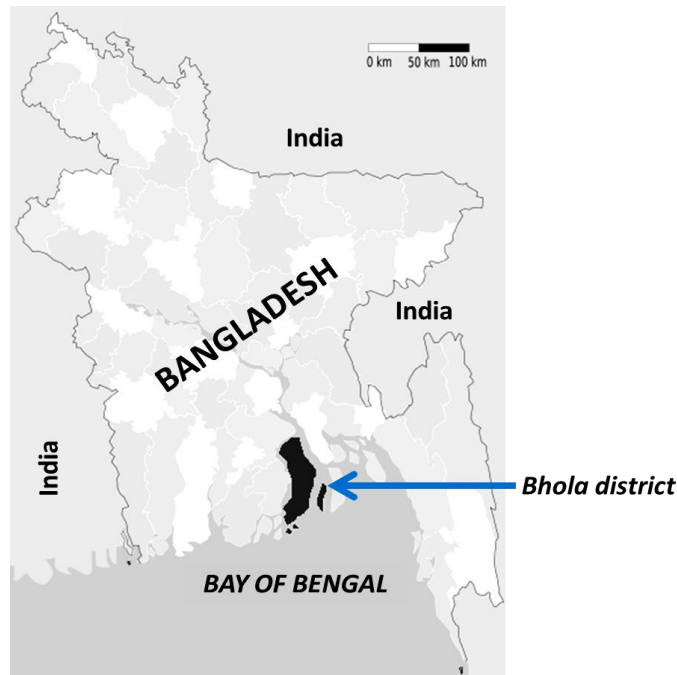 0 km 50 km 100 km
India
BANGLADESH
India
India
Bhola district
BAY OF BENGAL